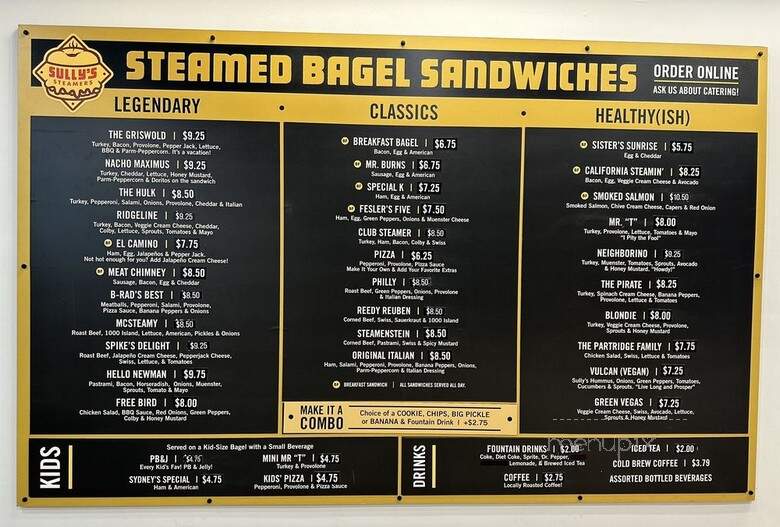 SULLY'S
STEAMERS
STEAMED BAGEL SANDWICHES
ORDER ONLINE
ASK US ABOUT CATERING!
LEGENDARY
THE GRISWOLD | $9.25
Turkey, Bacon, Provolone, Pepper Jack, Lettuce,
BBQ & Parm-Peppercorn. It's a vacation!
NACHO MAXIMUS | $9.25
Turkey, Cheddar, Lettuce, Honey Mustard,
Parm-Peppercorn & Doritos on the sandwich
THE HULK | $8.50
Turkey, Pepperoni, Salami, Onions, Provolone, Cheddar & Italian
RIDGELINE | $9.25
Turkey, Bacon, Veggie Cream Cheese, Cheddar,
Colby, Lettuce, Sprouts, Tomatoes & Mayo
EL CAMINO | $7.75
Ham, Egg, Jalapeños & Pepper Jack.
Not hot enough for you? Add Jalapeño Cream Cheese!
MEAT CHIMNEY | $8.50
Sausage, Bacon, Egg & Cheddar
B-RAD'S BEST | $8.50
Meatballs, Pepperoni, Salami, Provolone,
Pizza Sauce, Banana Peppers & Onions
MCSTEAMY | $8.50
Roast Beef, 1000 Island, Lettuce, American, Pickles & Onions
SPIKE'S DELIGHT | $9.25
Roast Beef, Jalapeño Cream Cheese, Pepperjack Cheese,
Swiss, Lettuce, & Tomatoes
HELLO NEWMAN | $9.75
Pastrami, Bacon, Horseradish, Onions, Muenster,
Sprouts, Tomato & Mayo
FREE BIRD | $8.00
Chicken Salad, BBQ Sauce, Red Onions, Green Peppers,
Colby & Honey Mustard
CLASSICS
BREAKFAST BAGEL | $6.75
Bacon, Egg & American
MR. BURNS | $6.75
Sausage, Egg & American
SPECIAL K | $7.25
Ham, Egg & American
FESLER'S FIVE | $7.50
Ham, Egg, Green Peppers, Onions & Muenster Cheese
CLUB STEAMER | $8.50
Turkey, Ham, Bacon, Colby & Swiss
PIZZA | $6.25
Pepperoni, Provolone, Pizza Sauce
Make It Your Own & Add Your Favorite Extras
PHILLY | $8.50
Roast Beef, Green Peppers, Onions, Provolone
& Italian Dressing
REEDY REUBEN | $8.50
Corned Beef, Swiss, Sauerkraut & 1000 Island
STEAMENSTEIN | $8.50
Corned Beef, Pastrami, Swiss & Spicy Mustard
ORIGINAL ITALIAN | $8.50
Ham, Salami, Pepperoni, Provolone, Banana Peppers, Onions,
Parm-Peppercorn & Italian Dressing
BREAKFAST SANDWICH | ALL SANDWICHES SERVED ALL DAY.
MAKE IT A
COMBO
Choice of a COOKIE, CHIPS, BIG PICKLE
or BANANA & Fountain Drink | +$2.75
HEALTHY(ISH)
SISTER'S SUNRISE | $5.75
Egg & Cheddar
CALIFORNIA STEAMIN' | $8.25
Bacon, Egg, Veggie Cream Cheese & Avocado
SMOKED SALMON | $10.50
Smoked Salmon, Chive Cream Cheese, Capers & Red Onion
MR. "T" | $8.00
Turkey, Provolone, Lettuce, Tomatoes & Mayo
"I Pity the Fool"
NEIGHBORINO | $8.25
Turkey, Muenster, Tomatoes, Sprouts, Avocado
& Honey Mustard. "Howdy!"
THE PIRATE | $8.25
Turkey, Spinach Cream Cheese, Banana Peppers,
Provolone, Lettuce & Tomatoes
BLONDIE | $8.00
Turkey, Veggie Cream Cheese, Provolone,
Sprouts & Honey Mustard
THE PARTRIDGE FAMILY | $7.75
Chicken Salad, Swiss, Lettuce & Tomatoes
VULCAN (VEGAN) | $7.25
Sully's Hummus, Onions, Green Peppers, Tomatoes,
Cucumbers & Sprouts. "Live Long and Prosper"
GREEN VEGAS | $7.25
Veggie Cream Cheese, Swiss, Avocado, Lettuce,
Sprouts & Honey Mustard
menupix
KIDS
Served on a Kid-Size Bagel with a Small Beverage
PB&J | $4.75
Every Kid's Fav! PB & Jelly!
MINI MR "T" | $4.75
Turkey & Provolone
SYDNEY'S SPECIAL | $4.75
Ham & American
KIDS' PIZZA | $4.75
Pepperoni, Provolone & Pizza Sauce
DRINKS
FOUNTAIN DRINKS | $2.00
Coke, Diet Coke, Sprite, Dr. Pepper,
Lemonade, & Brewed Iced Tea
COFFEE | $2.75
Locally Roasted Coffee!
ICED TEA | $2.00
COLD BREW COFFEE | $3.79
ASSORTED BOTTLED BEVERAGES